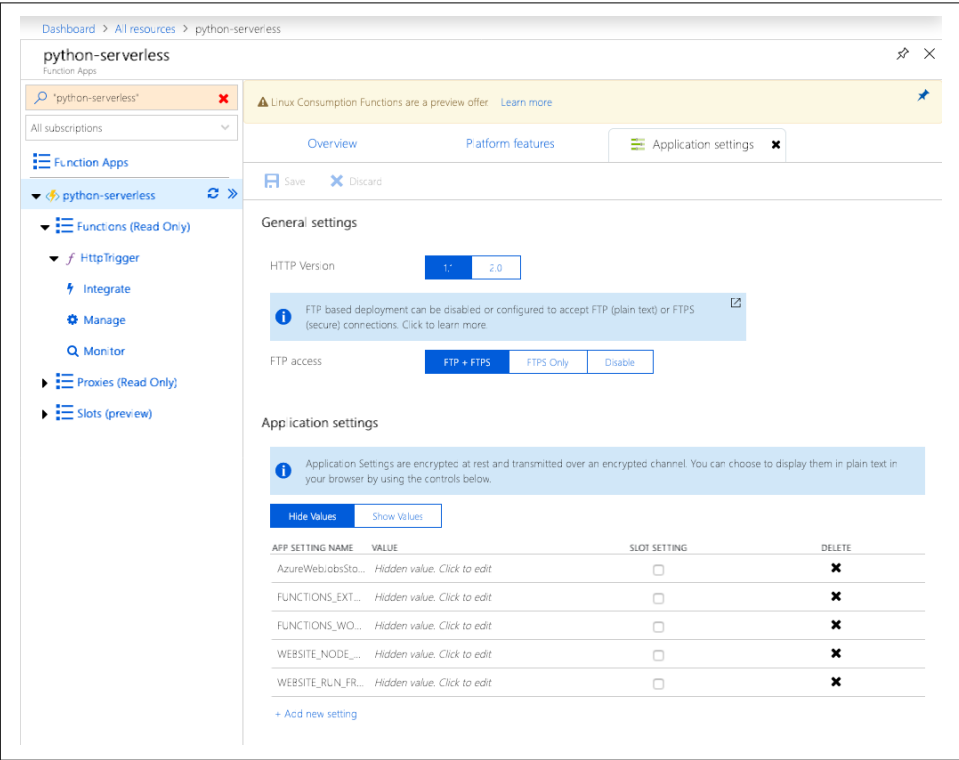 Dashboard > All resources > python-serverless
python-serverless
Function Apps
"python-serverless"
All subscriptions
Function Apps
python-serverless
Functions (Read Only)
f HttpTrigger
Integrate
Manage
Monitor
Proxies (Read Only)
Slots (preview)
Linux Consumption Functions are a preview offer. Learn more
Overview Platform features Application settings
Save Discard
General settings
HTTP Version 1.1 2.0
FTP based deployment can be disabled or configured to accept FTP (plain text) or FTPS
(secure) connections. Click to learn more.
FTP access FTP + FTPS FTPS Only Disable
Application settings
Application Settings are encrypted at rest and transmitted over an encrypted channel. You can choose to display them in plain text in
your browser by using the controls below.
Hide Values Show Values
APP SETTING NAME VALUE SLOT SETTING DELETE
AzureWebJobsSto... Hidden value. Click to edit
FUNCTIONS_EXT... Hidden value. Click to edit
FUNCTIONS_WO... Hidden value. Click to edit
WEBSITE_NODE_... Hidden value. Click to edit
WEBSITE_RUN_FR... Hidden value. Click to edit
+ Add new setting